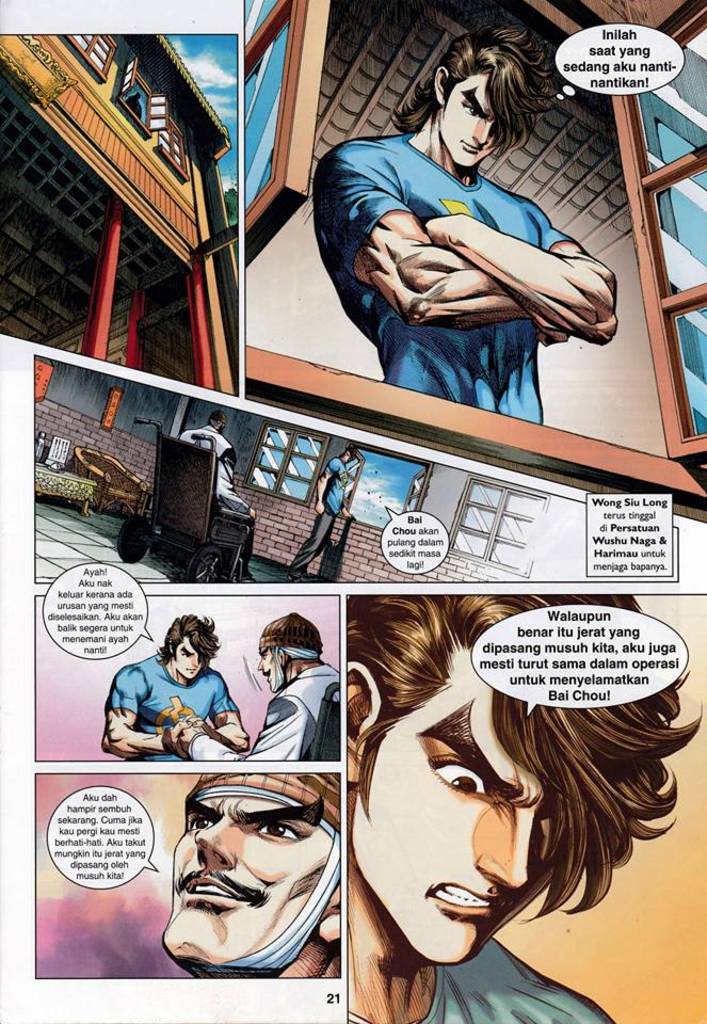 Inilah
saat yang
sedang aku nanti-
nantikan!
Bai
Chou akan
pulang dalam
sedikit masa
lagi!
Wong Siu Long
terus tinggal
di Persatuan
Wushu Naga &
Harimau untuk
menjaga bapanya.
Ayah!
Aku nak
keluar kerana ada
urusan yang mesti
diselesaikan. Aku akan
balik segera untuk
menemani ayah
nanti!
Walaupun
benar itu jerat yang
dipasang musuh kita, aku juga
mesti turut sama dalam operasi
untuk menyelamatkan
Bai Chou!
Aku dah
hampir sembuh
sekarang. Cuma jika
kau pergi kau mesti
berhati-hati. Aku takut
mungkin itu jerat yang
dipasang oleh
musuh kita!
21